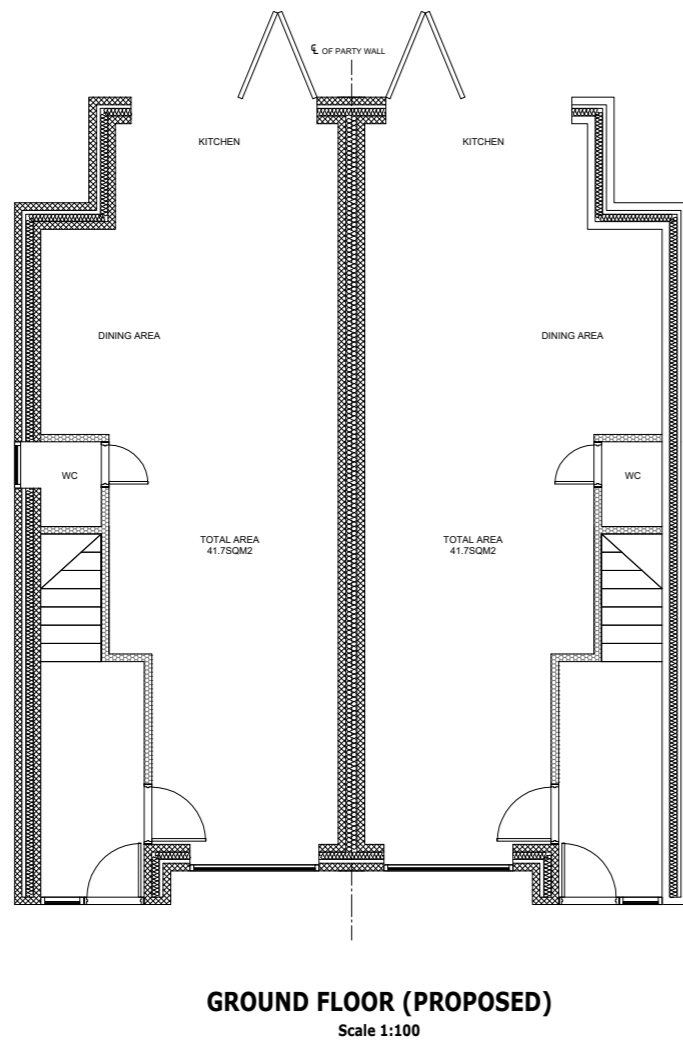 ℄ OF PARTY WALL
KITCHEN
KITCHEN
DINING AREA
DINING AREA
WC
WC
TOTAL AREA
41.7SQM2
TOTAL AREA
41.7SQM2
GROUND FLOOR (PROPOSED)
Scale 1:100